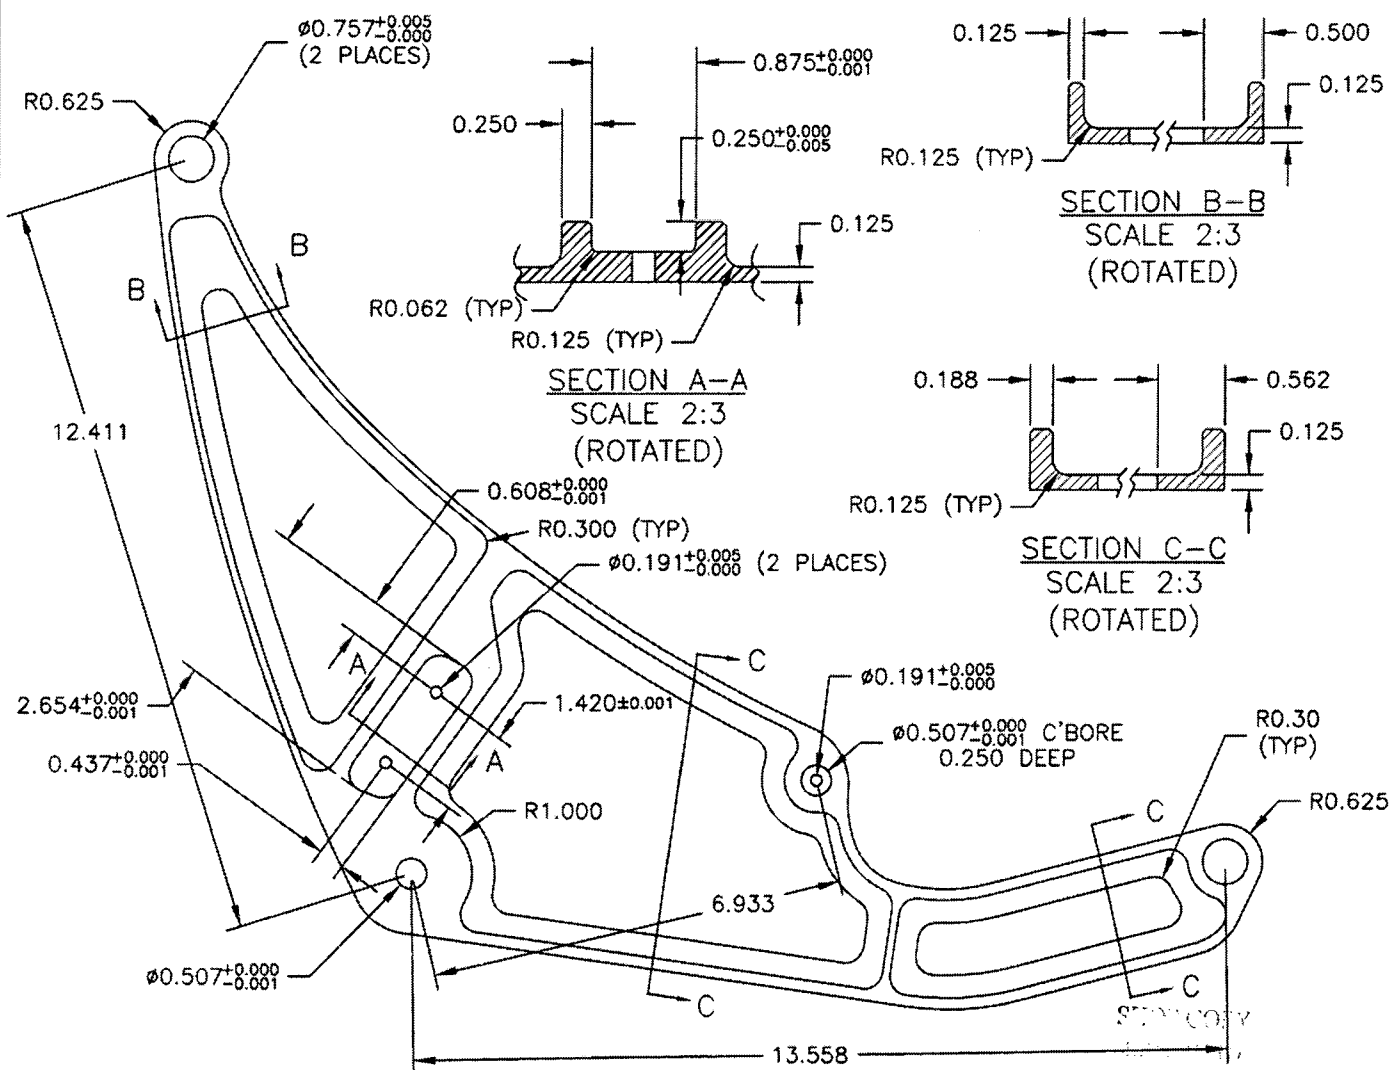 ø0.757+0.005
-0.000
(2 PLACES)
R0.625
0.250
0.875+0.000
-0.001
0.250+0.000
-0.005
0.125
R0.062 (TYP)
R0.125 (TYP)
SECTION A-A
SCALE 2:3
(ROTATED)
0.125
0.500
0.125
R0.125 (TYP)
SECTION B-B
SCALE 2:3
(ROTATED)
0.188
0.562
0.125
R0.125 (TYP)
SECTION C-C
SCALE 2:3
(ROTATED)
B
B
12.411
0.608+0.000
-0.001
R0.300 (TYP)
ø0.191+0.005
-0.000 (2 PLACES)
A
A
2.654+0.000
-0.001
0.437+0.000
-0.001
1.420±0.001
R1.000
C
C
ø0.191+0.005
-0.000
ø0.507+0.000
-0.001 C'BORE
0.250 DEEP
R0.30
(TYP)
R0.625
C
C
6.933
ø0.507+0.000
-0.001
13.558